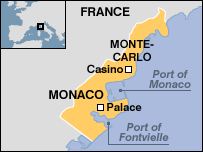 FRANCE
MONTE-
CARLO
Casino
Port of
Monaco
MONACO
Palace
Port of
Fontvielle